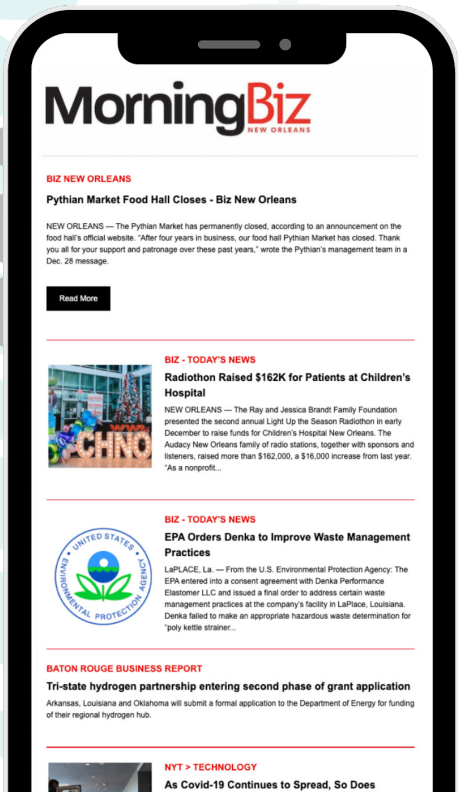 MorningBiz
NEW ORLEANS
BIZ NEW ORLEANS
Pythian Market Food Hall Closes - Biz New Orleans
NEW ORLEANS — The Pythian Market has permanently closed, according to an announcement on the
food hall's official website. "After four years in business, our food hall Pythian Market has closed. Thank
you all for your support and patronage over these past years," wrote the Pythian's management team in a
Dec. 28 message.
Read More
BIZ - TODAY'S NEWS
Radiothon Raised $162K for Patients at Children's
Hospital
NEW ORLEANS — The Ray and Jessica Brandt Family Foundation
presented the second annual Light Up the Season Radiothon in early
December to raise funds for Children's Hospital New Orleans. The
Audacy New Orleans family of radio stations, together with sponsors and
listeners, raised more than $162,000, a $16,000 increase from last year.
"As a nonprofit...
CHNO
BIZ - TODAY'S NEWS
EPA Orders Denka to Improve Waste Management
Practices
LaPLACE, La. — From the U.S. Environmental Protection Agency: The
EPA entered into a consent agreement with Denka Performance
Elastomer LLC and issued a final order to address certain waste
management practices at the company's facility in LaPlace, Louisiana.
Denka failed to make an appropriate hazardous waste determination for
"poly kettle strainer...
UNITED STATES
ENVIRONMENTAL PROTECTION AGENCY
BATON ROUGE BUSINESS REPORT
Tri-state hydrogen partnership entering second phase of grant application
Arkansas, Louisiana and Oklahoma will submit a formal application to the Department of Energy for funding
of their regional hydrogen hub.
NYT > TECHNOLOGY
As Covid-19 Continues to Spread, So Does